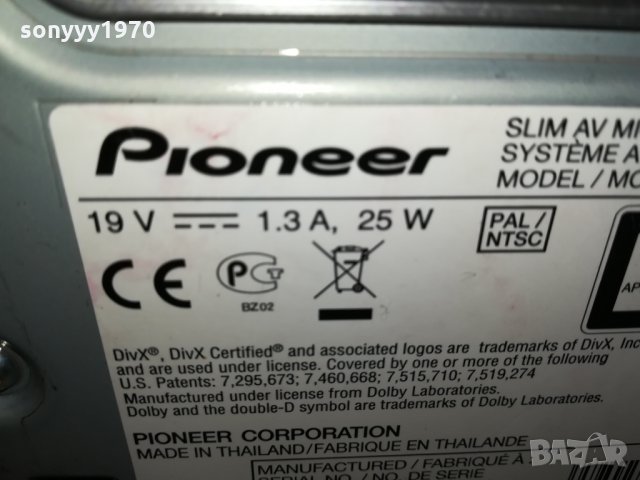 sonyyy1970
Pioneer
SLIM AV
SYSTÈME
MODEL /
19 V 1.3 A, 25 W
PAL /
NTSC
CE
BZ02
DivX®, DivX Certified® and associated logos are trademarks of DivX, Inc
and are used under license. Covered by one or more of the following
U.S. Patents: 7,295,673; 7,460,668; 7,515,710; 7,519,274
Manufactured under license from Dolby Laboratories.
Dolby and the double-D symbol are trademarks of Dolby Laboratories.
PIONEER CORPORATION
MADE IN THAILAND/FABRIQUÉ EN THAILANDE
MANUFACTURED / FABRIQUÉ À
SERIAL NO. / NO. DE SERIE
BAZAR